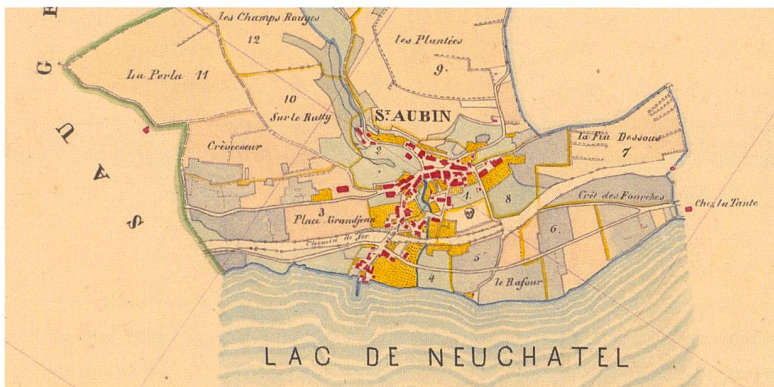 les Champs Rouges
12
les Plantées
9.
La Perla 11
10
Sur le Rutty
ST. AUBIN
la Fin Dessous
7
Crêvecoeur
2
1.
8
Crêt des Fourches
Chez la Tante
3
Place Grandjean
Chemin de fer
6
5
4
le Rafour
LAC DE NEUCHATEL
G
E
S
A
U